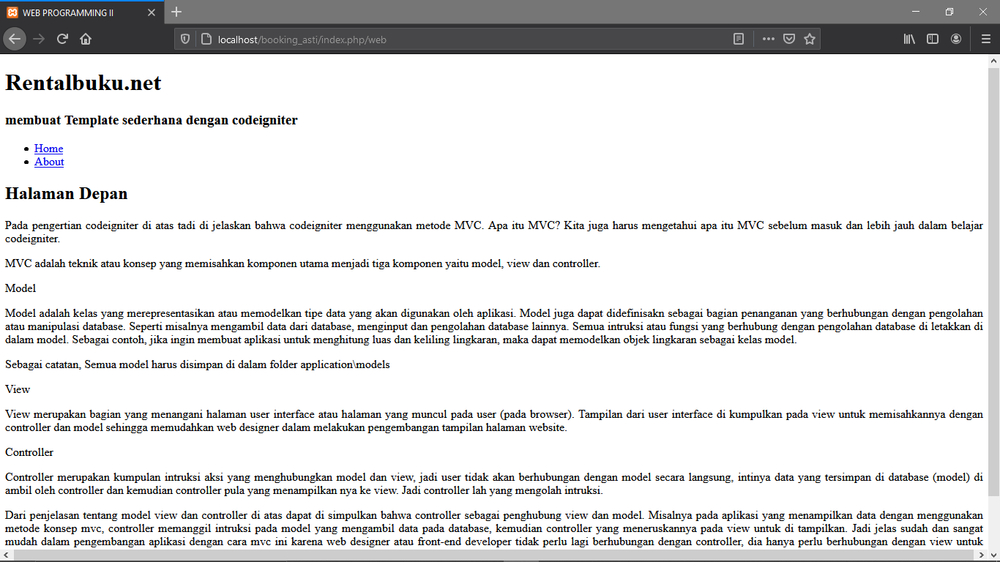 WEB PROGRAMMING II
localhost/booking_asti/index.php/web
Rentalbuku.net
membuat Template sederhana dengan codeigniter
Home
About
Halaman Depan
Pada pengertian codeigniter di atas tadi di jelaskan bahwa codeigniter menggunakan metode MVC. Apa itu MVC? Kita juga harus mengetahui apa itu MVC sebelum masuk dan lebih jauh dalam belajar
codeigniter.
MVC adalah teknik atau konsep yang memisahkan komponen utama menjadi tiga komponen yaitu model, view dan controller.
Model
Model adalah kelas yang merepresentasikan atau memodelkan tipe data yang akan digunakan oleh aplikasi. Model juga dapat didefinisakn sebagai bagian penanganan yang berhubungan dengan pengolahan
atau manipulasi database. Seperti misalnya mengambil data dari database, menginput dan pengolahan database lainnya. Semua intruksi atau fungsi yang berhubung dengan pengolahan database di letakkan di
dalam model. Sebagai contoh, jika ingin membuat aplikasi untuk menghitung luas dan keliling lingkaran, maka dapat memodelkan objek lingkaran sebagai kelas model.
Sebagai catatan, Semua model harus disimpan di dalam folder application\models
View
View merupakan bagian yang menangani halaman user interface atau halaman yang muncul pada user (pada browser). Tampilan dari user interface di kumpulkan pada view untuk memisahkannya dengan
controller dan model sehingga memudahkan web designer dalam melakukan pengembangan tampilan halaman website.
Controller
Controller merupakan kumpulan intruksi aksi yang menghubungkan model dan view, jadi user tidak akan berhubungan dengan model secara langsung, intinya data yang tersimpan di database (model) di
ambil oleh controller dan kemudian controller pula yang menampilkan nya ke view. Jadi controller lah yang mengolah intruksi.
Dari penjelasan tentang model view dan controller di atas dapat di simpulkan bahwa controller sebagai penghubung view dan model. Misalnya pada aplikasi yang menampilkan data dengan menggunakan
metode konsep mvc, controller memanggil intruksi pada model yang mengambil data pada database, kemudian controller yang meneruskannya pada view untuk di tampilkan. Jadi jelas sudah dan sangat
mudah dalam pengembangan aplikasi dengan cara mvc ini karena web designer atau front-end developer tidak perlu lagi berhubungan dengan controller, dia hanya perlu berhubungan dengan view untuk